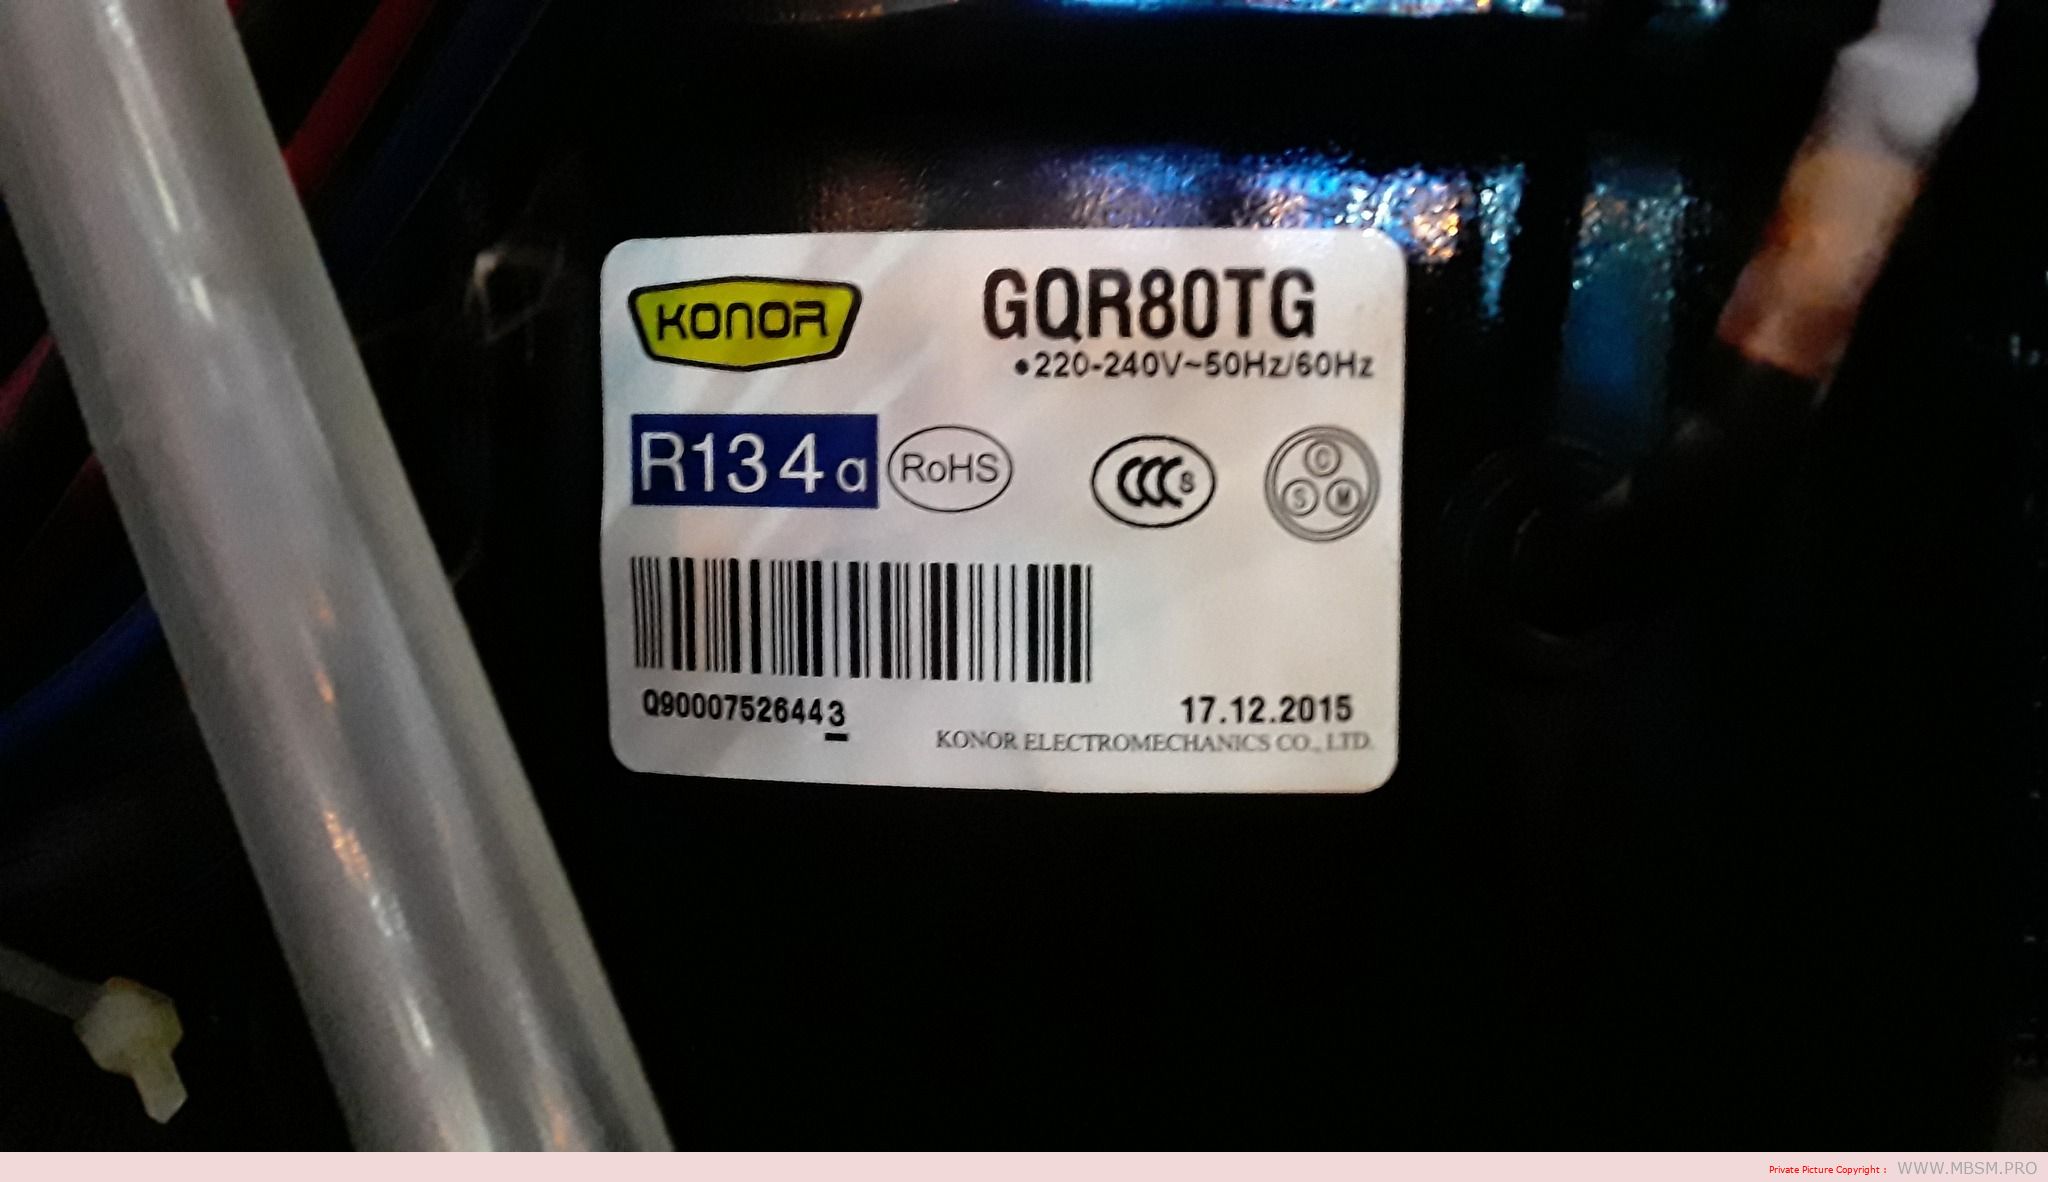 KONOR
GQR80TG
•220-240V~50Hz/60Hz
R134a
RoHS
CCC S
C
S M
Q90007526443
17.12.2015
KONOR ELECTROMECHANICS CO., LTD.
Private Picture Copyright : WWW.MBSM.PRO